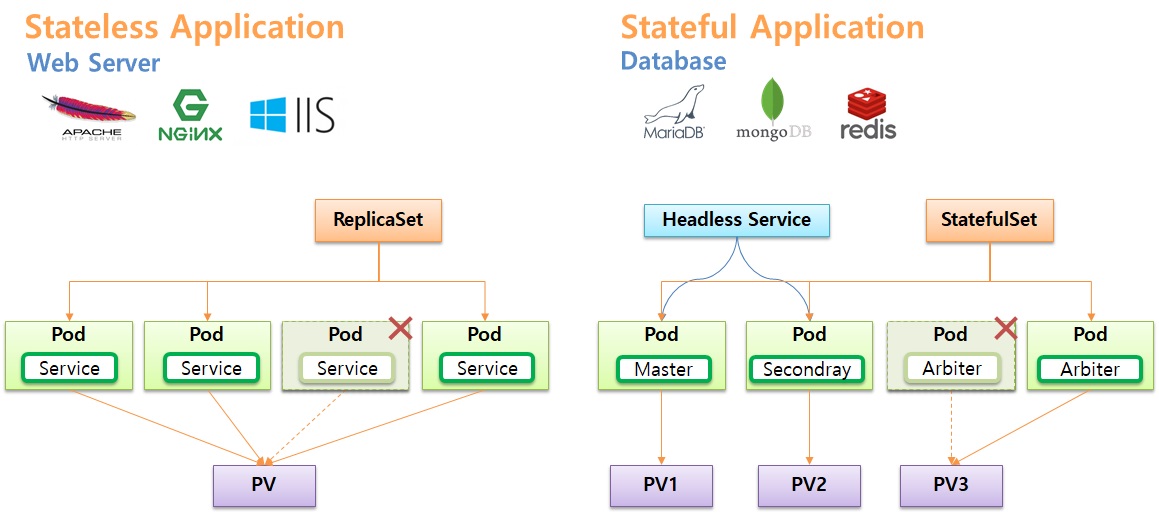 Stateless Application
Web Server
APACHE
HTTP SERVER
NGiNX
IIS
ReplicaSet
Pod
Service
Pod
Service
Pod
Service
Pod
Service
PV
Stateful Application
Database
MariaDB
mongoDB
redis
Headless Service
StatefulSet
Pod
Master
Pod
Secondray
Pod
Arbiter
Pod
Arbiter
PV1
PV2
PV3